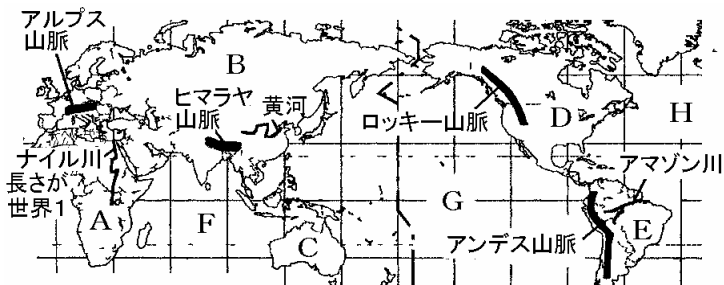 アルプス
山脈
B
ヒマラヤ
山脈
黄河
ロッキー山脈
D
H
ナイル川
長さが
世界1
A
F
C
G
アマゾン川
E
アンデス山脈